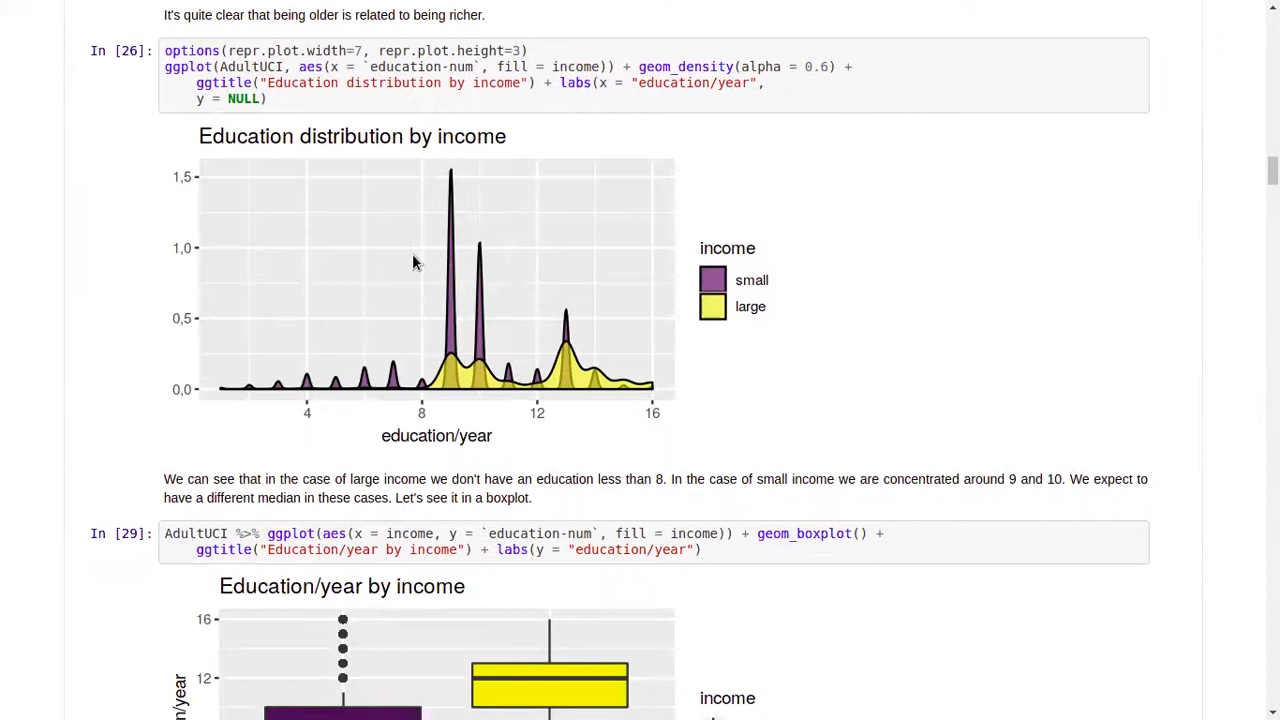 It's quite clear that being older is related to being richer.
In [26]: options(repr.plot.width=7, repr.plot.height=3)
ggplot(AdultUCI, aes(x = `education-num`, fill = income)) + geom_density(alpha = 0.6) +
ggtitle("Education distribution by income") + labs(x = "education/year",
y = NULL)
Education distribution by income
1,5
1,0
0,5
0,0
4 8 12 16
education/year
income
small
large
We can see that in the case of large income we don't have an education less than 8. In the case of small income we are concentrated around 9 and 10. We expect to
have a different median in these cases. Let's see it in a boxplot.
In [29]: AdultUCI %>% ggplot(aes(x = income, y = `education-num`, fill = income)) + geom_boxplot() +
ggtitle("Education/year by income") + labs(y = "education/year")
Education/year by income
16
12
income